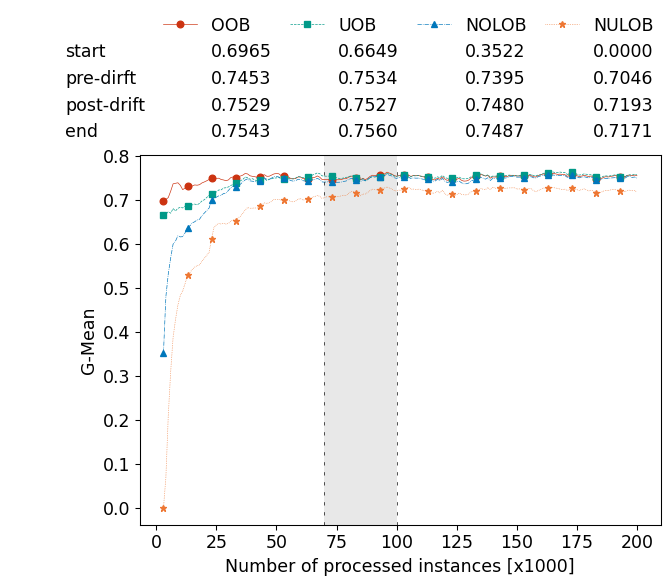 OOB UOB NOLOB NULOB
start 0.6965 0.6649 0.3522 0.0000
pre-dirft 0.7453 0.7534 0.7395 0.7046
post-drift 0.7529 0.7527 0.7480 0.7193
end 0.7543 0.7560 0.7487 0.7171
0.8
0.7
0.6
0.5
0.4
0.3
0.2
0.1
0.0
G-Mean
0 25 50 75 100 125 150 175 200
Number of processed instances [x1000]